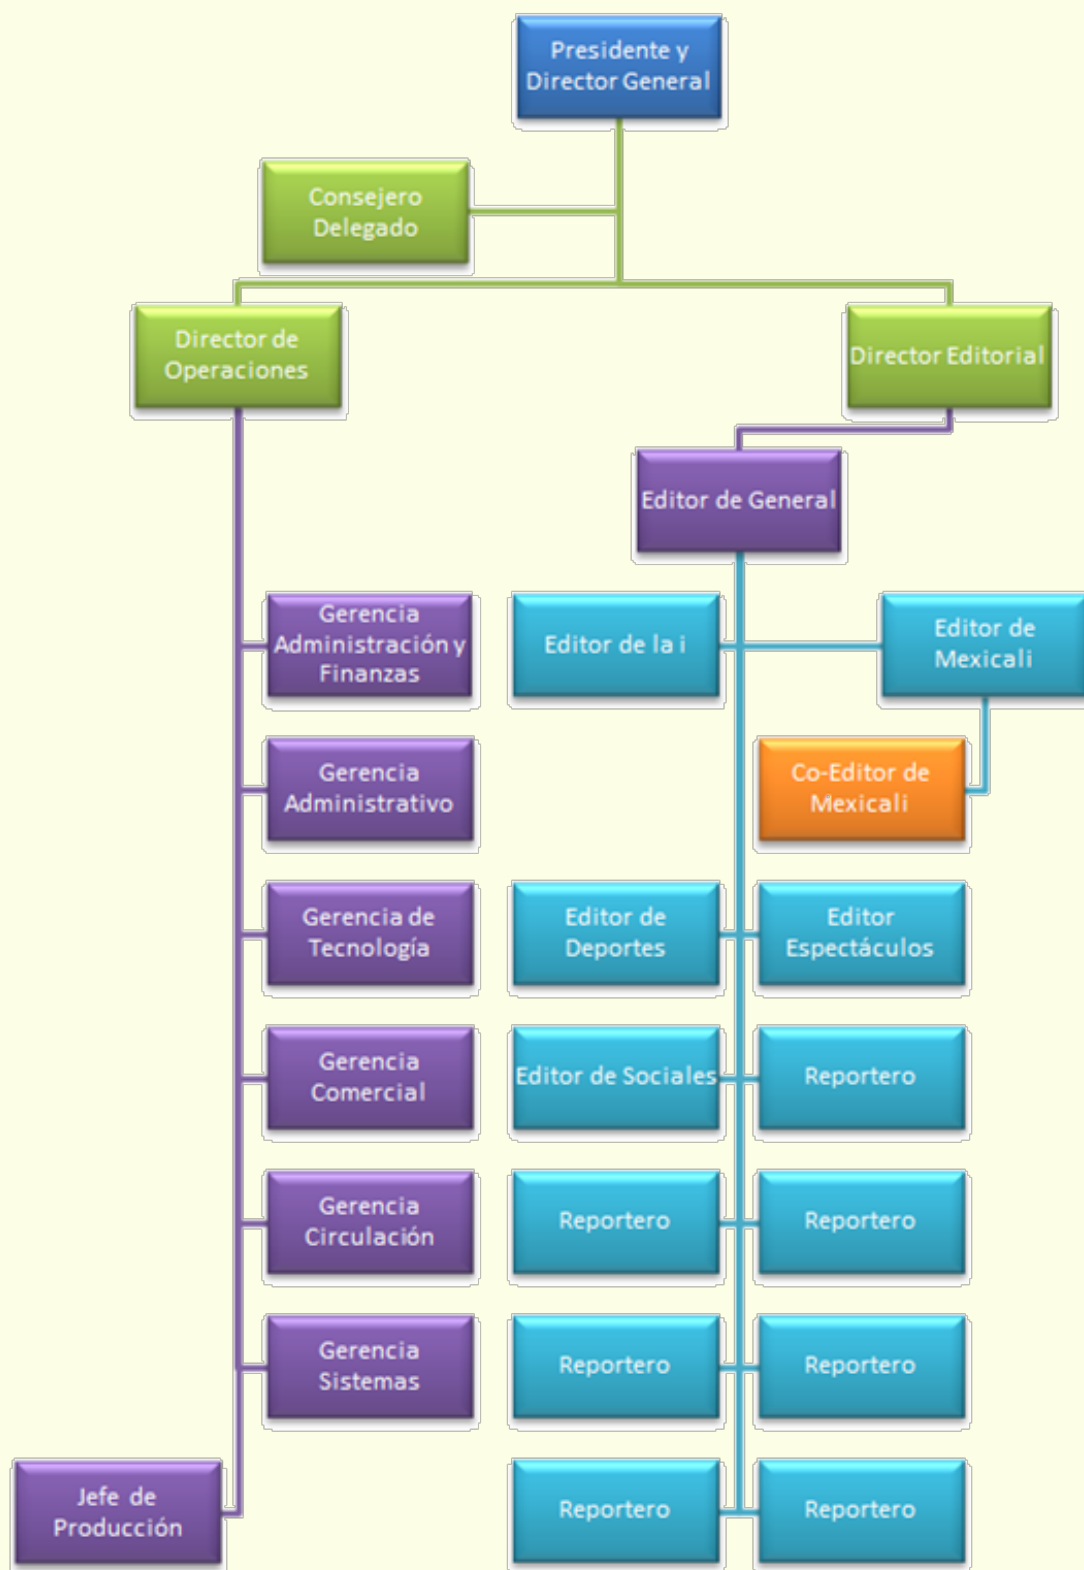 Presidente y
Director General
Consejero
Delegado
Director de
Operaciones
Director Editorial
Editor de General
Gerencia
Administración y
Finanzas
Editor de la i
Editor de
Mexicali
Gerencia
Administrativo
Co-Editor de
Mexicali
Gerencia de
Tecnología
Editor de
Deportes
Editor
Espectáculos
Gerencia
Comercial
Editor de Sociales
Reportero
Gerencia
Circulación
Reportero
Reportero
Gerencia
Sistemas
Reportero
Reportero
Jefe de
Producción
Reportero
Reportero